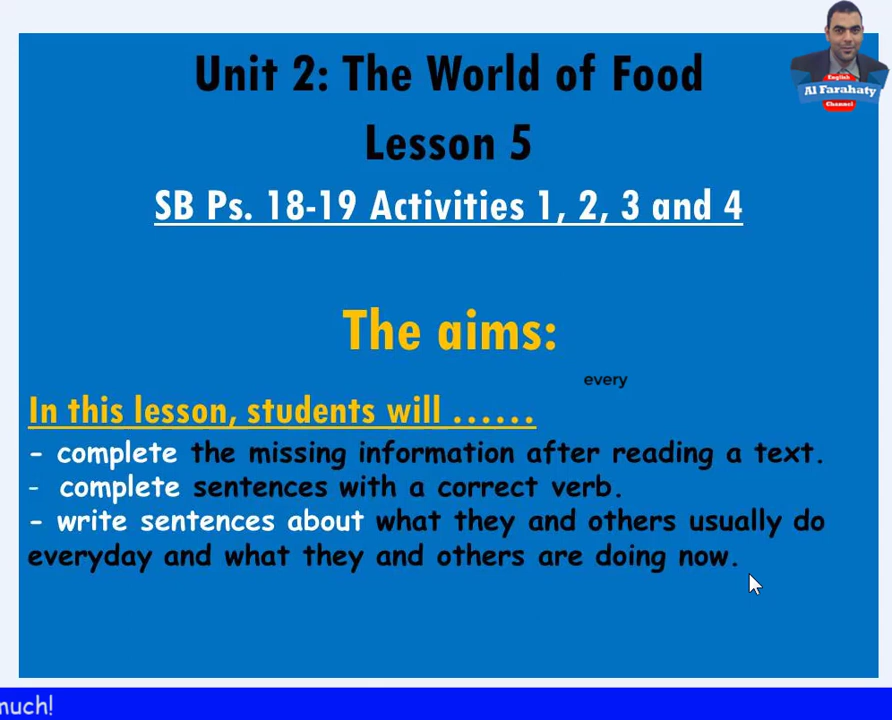 Unit 2: The World of Food
English
Al Farahaty
Channel
Lesson 5
SB Ps. 18-19 Activities 1, 2, 3 and 4
The aims:
every
In this lesson, students will ......
- complete the missing information after reading a text.
- complete sentences with a correct verb.
- write sentences about what they and others usually do
everyday and what they and others are doing now.
much!